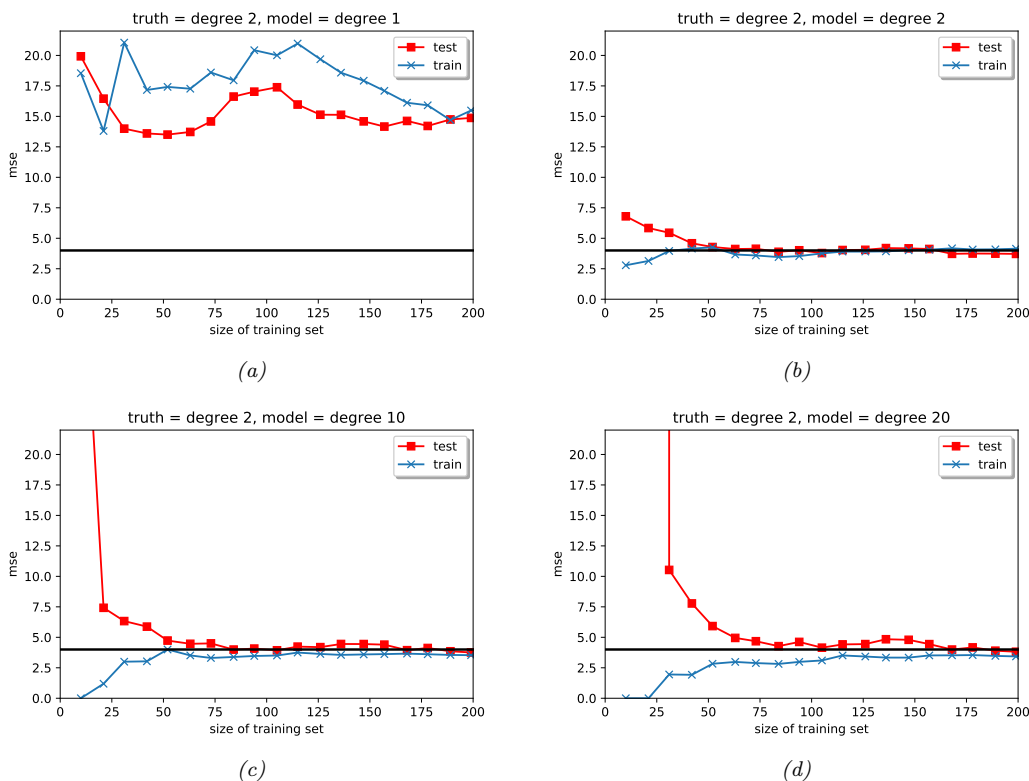 truth = degree 2, model = degree 1
20.0
17.5
15.0
12.5
10.0
7.5
5.0
2.5
0.0
mse
test
train
0 25 50 75 100 125 150 175 200
size of training set
(a)
truth = degree 2, model = degree 2
20.0
17.5
15.0
12.5
10.0
7.5
5.0
2.5
0.0
mse
test
train
0 25 50 75 100 125 150 175 200
size of training set
(b)
truth = degree 2, model = degree 10
20.0
17.5
15.0
12.5
10.0
7.5
5.0
2.5
0.0
mse
test
train
0 25 50 75 100 125 150 175 200
size of training set
(c)
truth = degree 2, model = degree 20
20.0
17.5
15.0
12.5
10.0
7.5
5.0
2.5
0.0
mse
test
train
0 25 50 75 100 125 150 175 200
size of training set
(d)